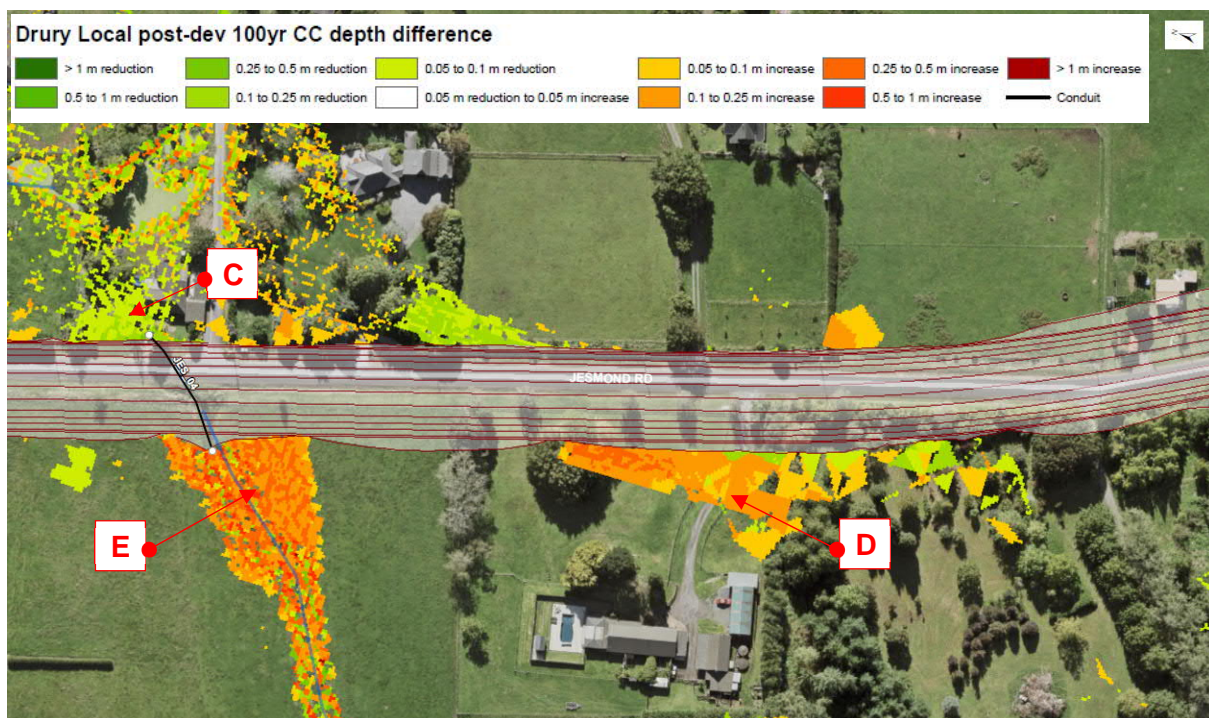 Drury Local post-dev 100yr CC depth difference
> 1 m reduction
0.25 to 0.5 m reduction
0.05 to 0.1 m reduction
0.05 to 0.1 m increase
0.25 to 0.5 m increase
> 1 m increase
0.5 to 1 m reduction
0.1 to 0.25 m reduction
0.05 m reduction to 0.05 m increase
0.1 to 0.25 m increase
0.5 to 1 m increase
Conduit
C
JES_04
JESMOND RD
E
D